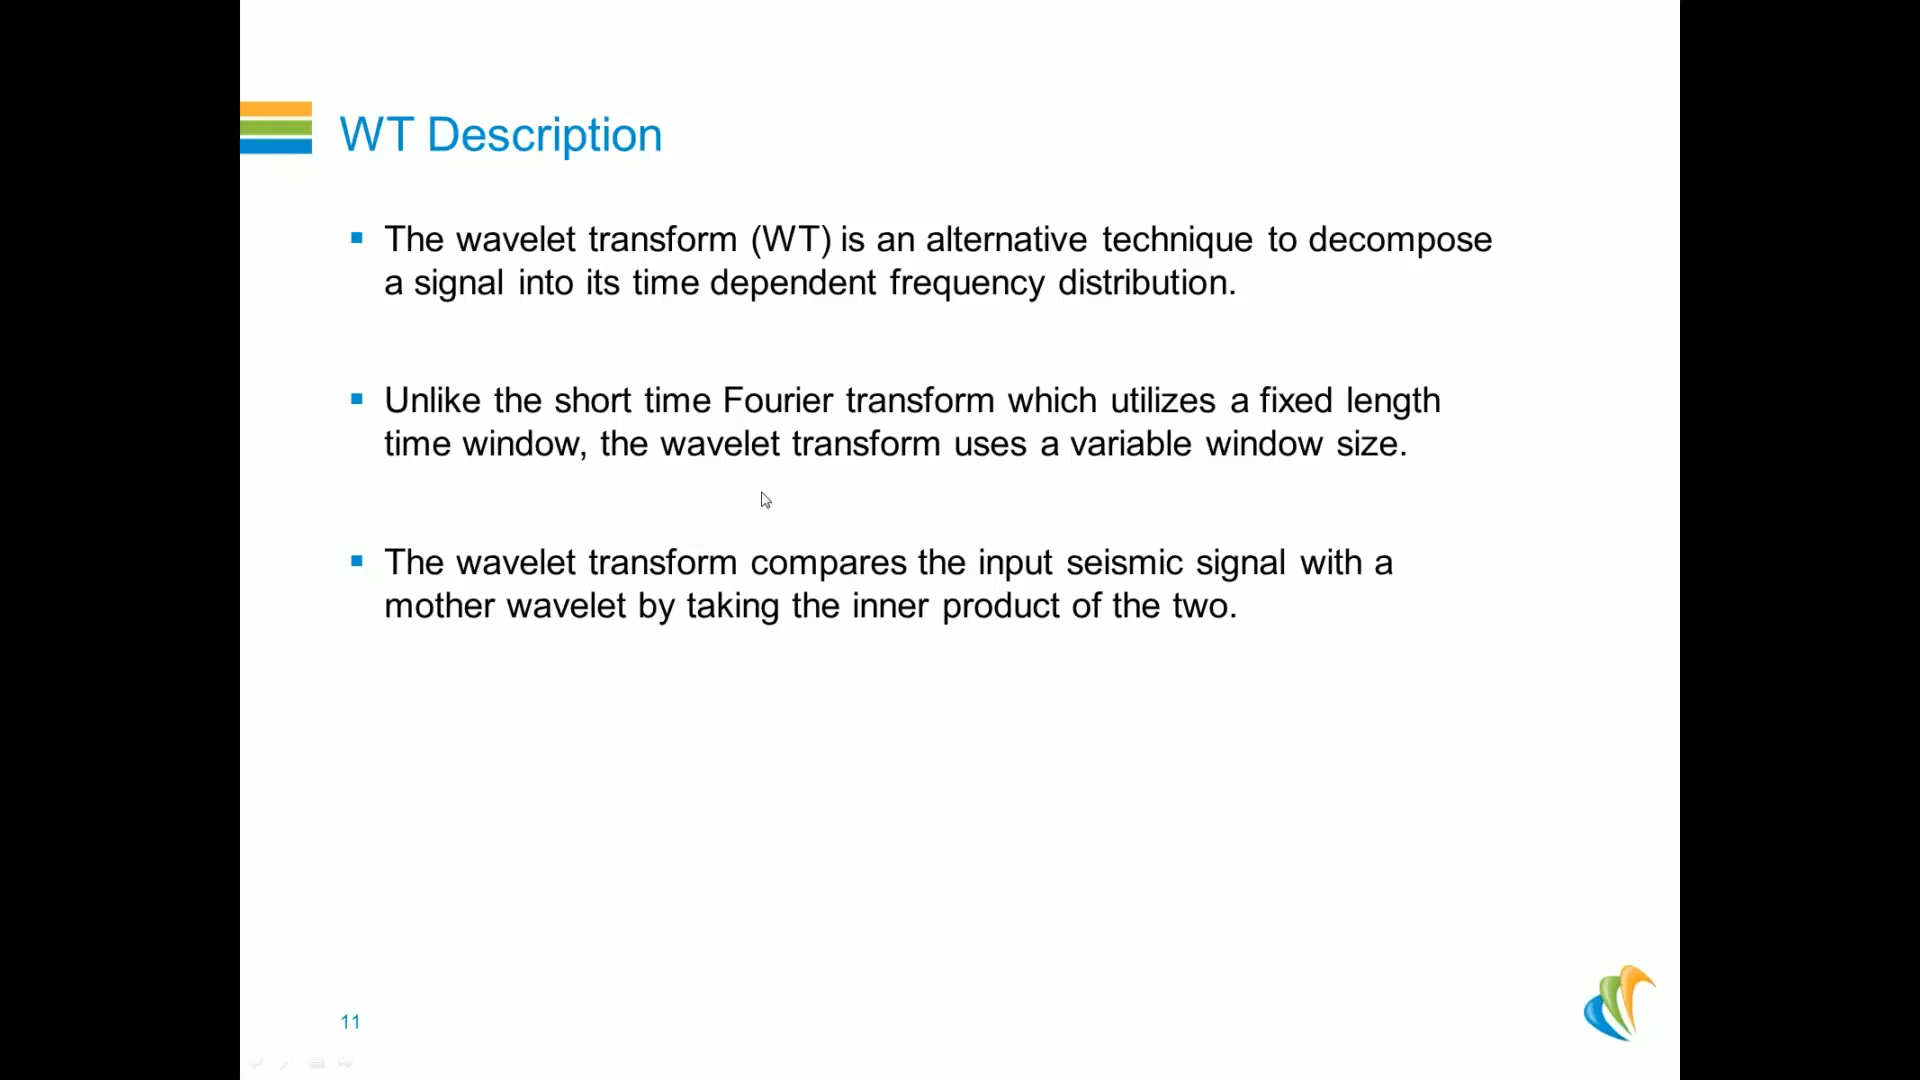 WT Description
The wavelet transform (WT) is an alternative technique to decompose
a signal into its time dependent frequency distribution.
Unlike the short time Fourier transform which utilizes a fixed length
time window, the wavelet transform uses a variable window size.
The wavelet transform compares the input seismic signal with a
mother wavelet by taking the inner product of the two.
11